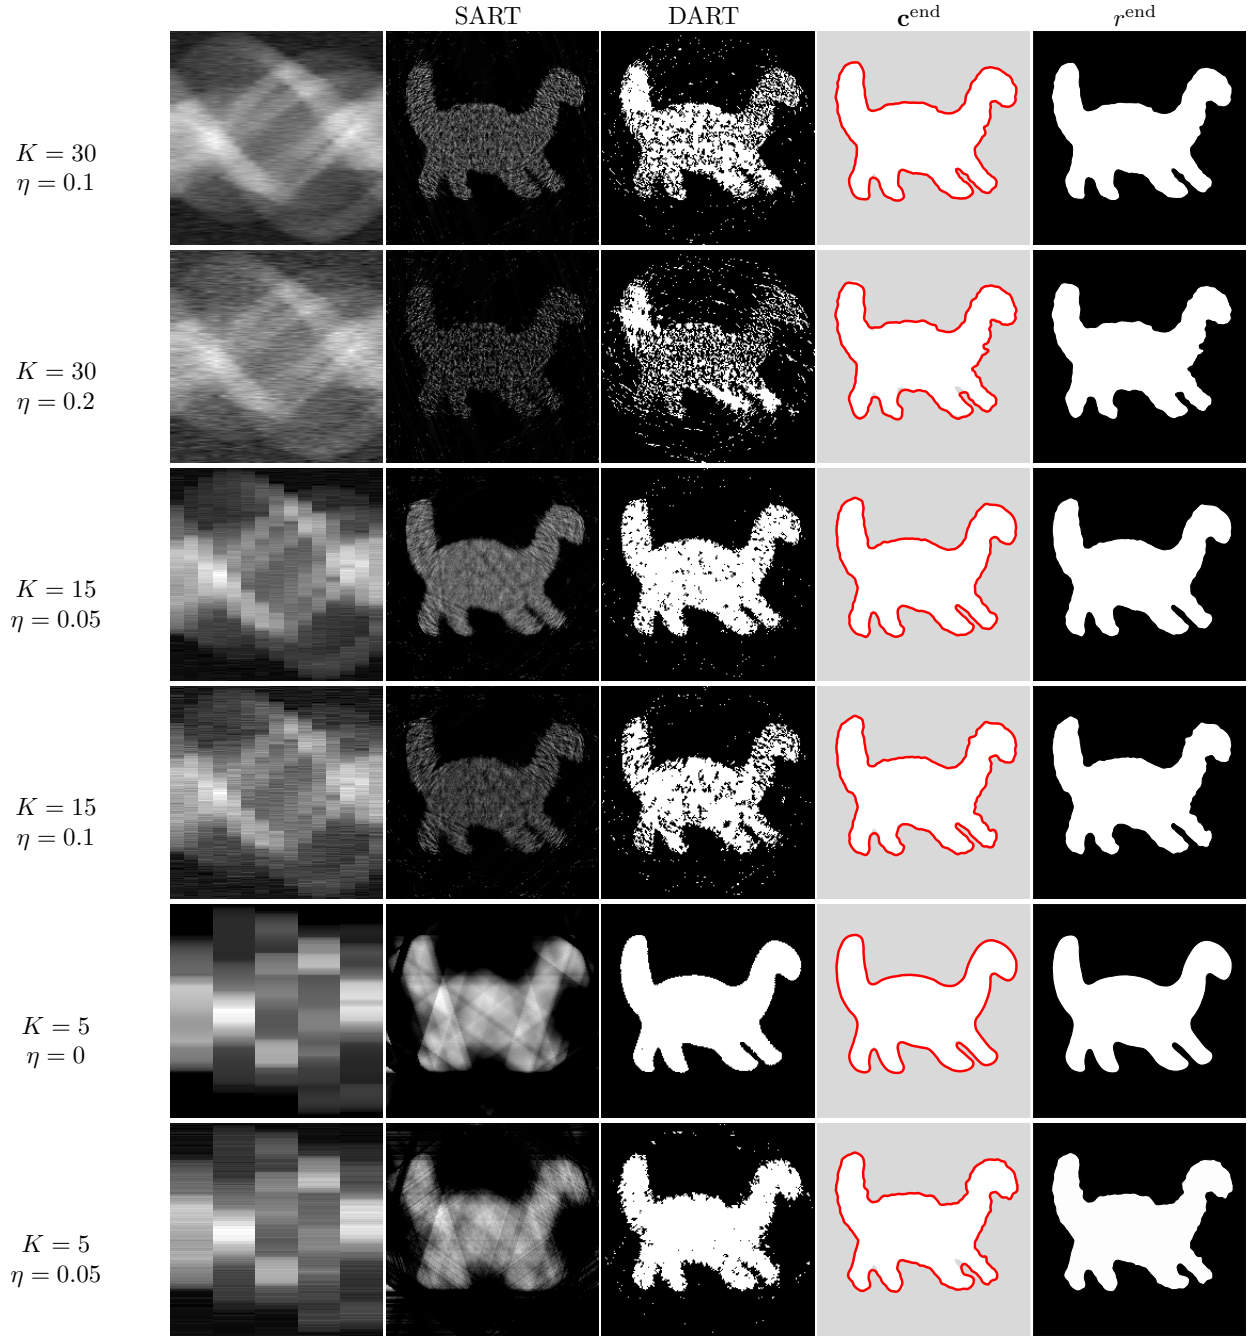 SART DART c^end r^end
K = 30
η = 0.1
K = 30
η = 0.2
K = 15
η = 0.05
K = 15
η = 0.1
K = 5
η = 0
K = 5
η = 0.05